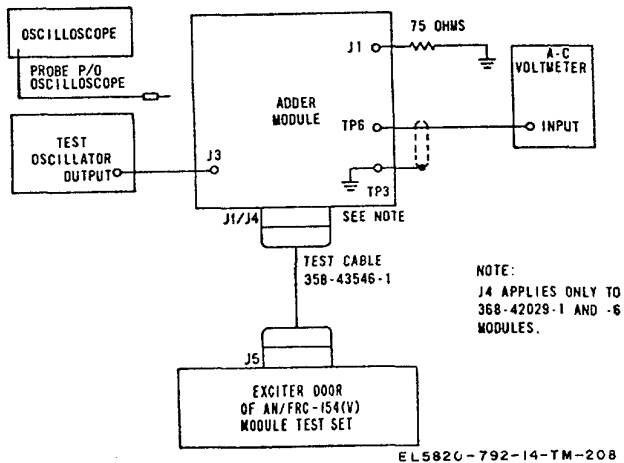 OSCILLOSCOPE
PROBE P/O
OSCILLOSCOPE
TEST
OSCILLATOR
OUTPUT
J3
ADDER
MODULE
J1
75 OHMS
TP6
TP3
A-C
VOLTMETER
INPUT
J1/J4
SEE NOTE
TEST CABLE
358-43546-1
NOTE:
J4 APPLIES ONLY TO
368-42029-1 AND -6
MODULES.
J5
EXCITER DOOR
OF AN/FRC-154(V)
MODULE TEST SET
EL5820-792-14-TM-208